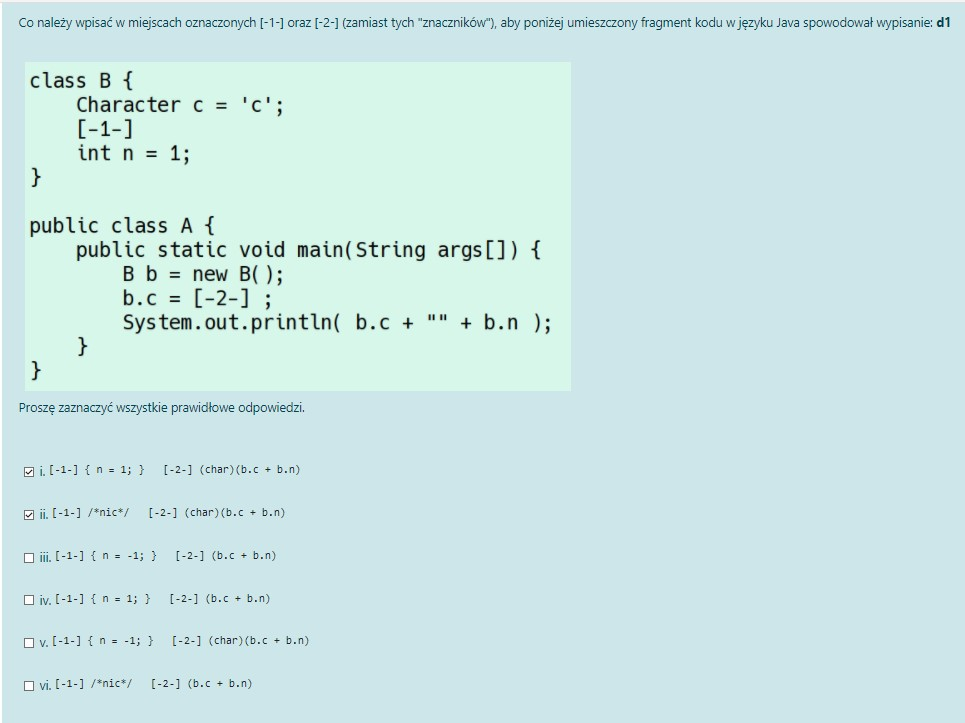 Co należy wpisać w miejscach oznaczonych [-1-] oraz [-2-] (zamiast tych "znaczników"), aby poniżej umieszczony fragment kodu w języku Java spowodował wypisanie: d1
class B {
    Character c = 'c';
    [-1-]
    int n = 1;
}
public class A {
    public static void main(String args[]) {
        B b = new B();
        b.c = [-2-] ;
        System.out.println( b.c + "" + b.n );
    }
}
Proszę zaznaczyć wszystkie prawidłowe odpowiedzi.
i. [-1-] { n = 1; } [-2-] (char)(b.c + b.n)
ii. [-1-] /*nic*/ [-2-] (char)(b.c + b.n)
iii. [-1-] { n = -1; } [-2-] (b.c + b.n)
iv. [-1-] { n = 1; } [-2-] (b.c + b.n)
v. [-1-] { n = -1; } [-2-] (char)(b.c + b.n)
vi. [-1-] /*nic*/ [-2-] (b.c + b.n)